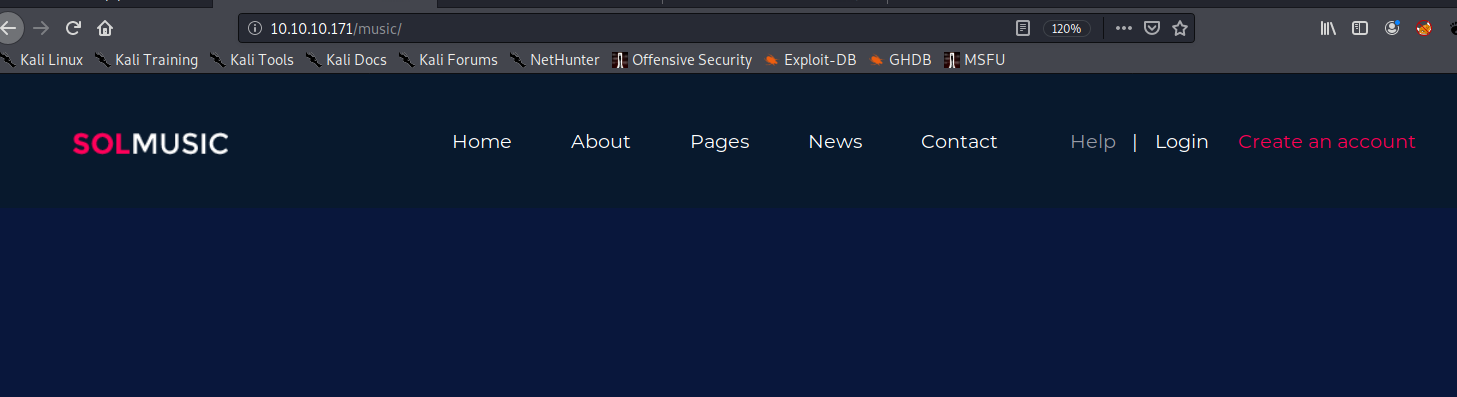 10.10.10.171/music/ 120%
Kali Linux Kali Training Kali Tools Kali Docs Kali Forums NetHunter Offensive Security Exploit-DB GHDB MSFU
SOLMUSIC Home About Pages News Contact Help | Login Create an account